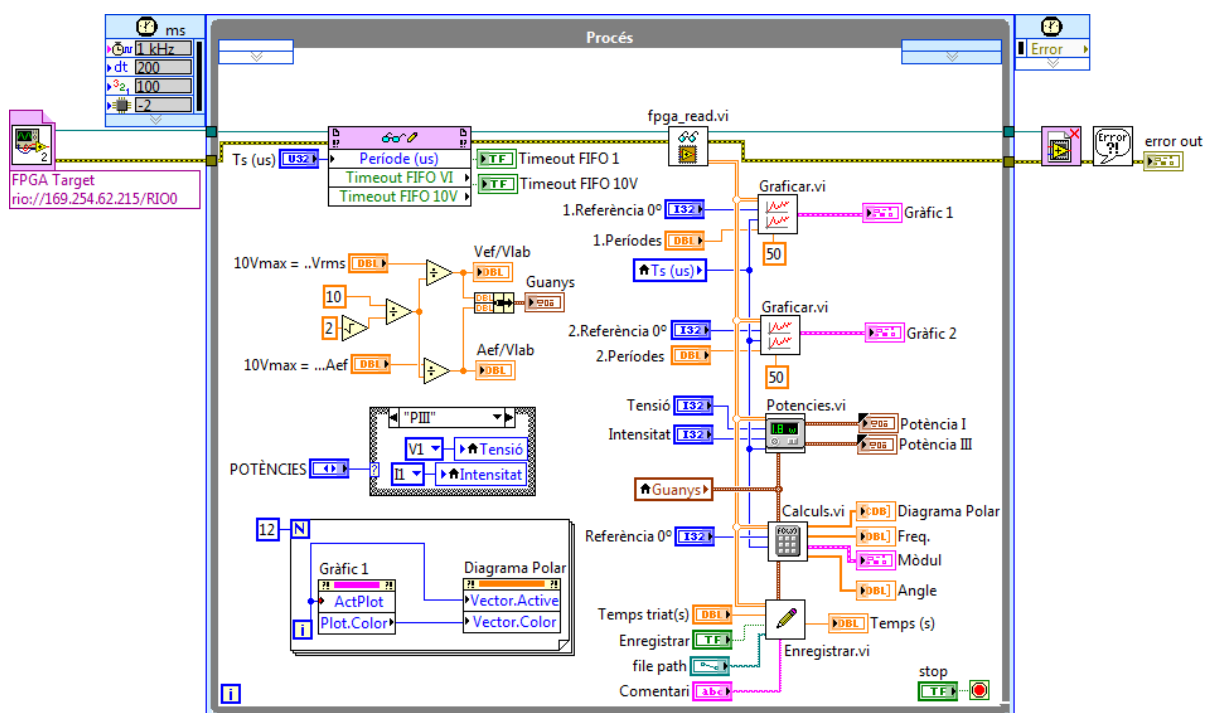 ms
1 kHz
dt 200
321 100
-2
Procés
Error
FPGA Target
rio://169.254.62.215/RIO0
2
Ts (us) U32
Període (us)
Timeout FIFO VI
Timeout FIFO 10V
TF Timeout FIFO 1
TF Timeout FIFO 10V
fpga_read.vi
Error
?!
error out
Graficar.vi
1.Referència 0º I32
1.Períodes DBL
50
Gràfic 1
Ts (us)
Graficar.vi
2.Referència 0º I32
2.Períodes DBL
50
Gràfic 2
10Vmax = ..Vrms DBL
10
2
10Vmax = ...Aef DBL
Vef/Vlab
DBL
DBL
DBL
Guanys
Aef/Vlab
DBL
"PIII"
V1 Tensió
I1 Intensitat
POTÈNCIES
?
Tensió I32
Intensitat I32
Potencies.vi
1.8 w
Potència I
Potència III
Guanys
Calculs.vi
Referència 0º I32
F(X,Y)
[DBL] Diagrama Polar
[DBL] Freq.
Mòdul
[DBL] Angle
12 N
Gràfic 1
ActPlot
Plot.Color
i
Diagrama Polar
Vector.Active
Vector.Color
Temps triat(s) DBL
Enregistrar TF
file path
Comentari abc
Enregistrar.vi
DBL Temps (s)
stop
TF
i